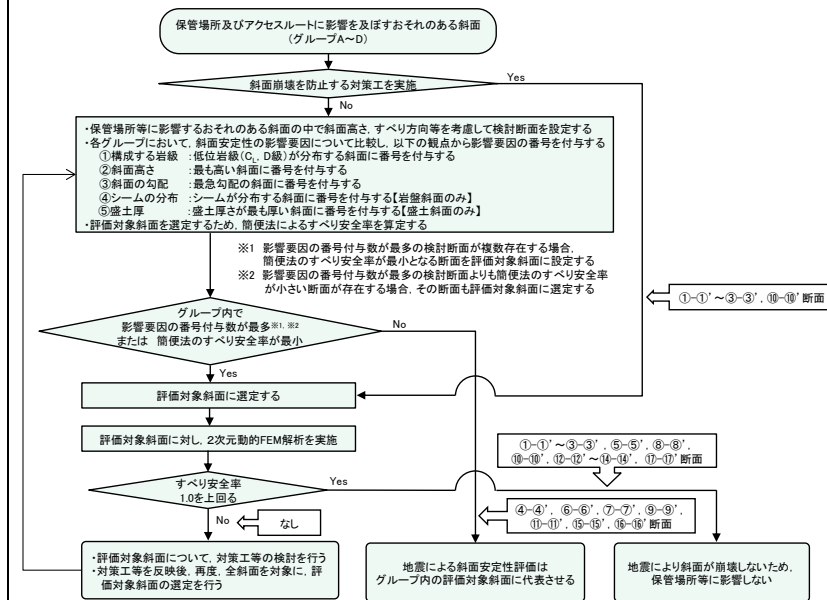 保管場所及びアクセスルートに影響を及ぼすおそれのある斜面
（グループA～D）
斜面崩壊を防止する対策工を実施
Yes
No
・保管場所等に影響するおそれのある斜面の中で斜面高さ，すべり方向等を考慮して検討断面を設定する
・各グループにおいて，斜面安定性の影響要因について比較し，以下の観点から影響要因の番号を付与する
①構成する岩級 ：低位岩級（CL，D級）が分布する斜面に番号を付与する
②斜面高さ ：最も高い斜面に番号を付与する
③斜面の勾配 ：最急勾配の斜面に番号を付与する
④シームの分布 ：シームが分布する斜面に番号を付与する【岩盤斜面のみ】
⑤盛土厚 ：盛土厚さが最も厚い斜面に番号を付与する【盛土斜面のみ】
・評価対象斜面を選定するため，簡便法によるすべり安全率を算定する
※1 影響要因の番号付与数が最多の検討断面が複数存在する場合，
簡便法のすべり安全率が最小となる断面を評価対象斜面に設定する
※2 影響要因の番号付与数が最多の検討断面よりも簡便法のすべり安全率
が小さい断面が存在する場合，その断面も評価対象斜面に選定する
①-①’～③-③’，⑩-⑩’断面
グループ内で
影響要因の番号付与数が最多※1，※2
または 簡便法のすべり安全率が最小
No
Yes
評価対象斜面に選定する
評価対象斜面に対し，2次元動的FEM解析を実施
①-①’～③-③’，⑤-⑤’，⑧-⑧’，
⑩-⑩’，⑫-⑫’～⑭-⑭’，⑰-⑰’断面
すべり安全率
1.0を上回る
Yes
No
なし
④-④’，⑥-⑥’，⑦-⑦’，⑨-⑨’，
⑪-⑪’，⑮-⑮’，⑯-⑯’断面
・評価対象斜面について，対策工等の検討を行う
・対策工等を反映後，再度，全斜面を対象に，評
価対象斜面の選定を行う
地震による斜面安定性評価は
グループ内の評価対象斜面に代表させる
地震により斜面が崩壊しないため，
保管場所等に影響しない